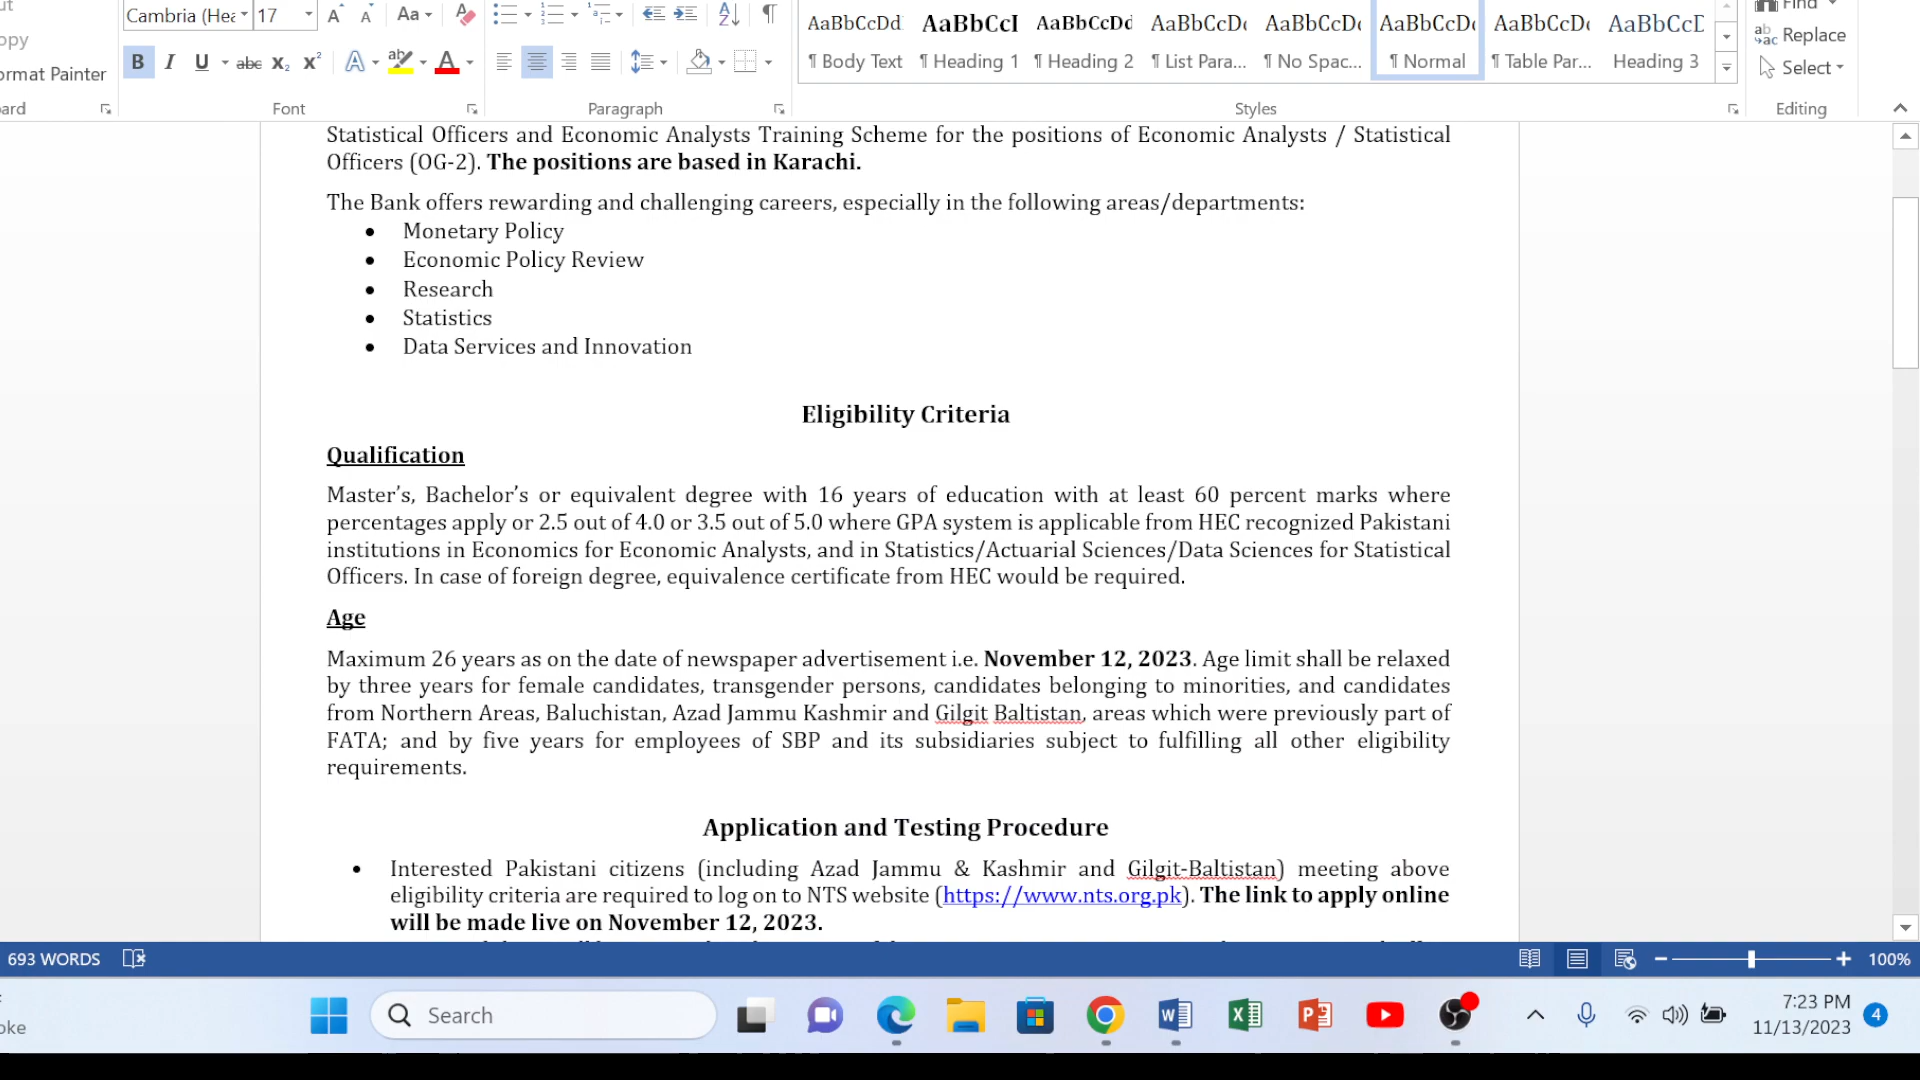 Cambria (Hea 17 Aa Find
opy Replace
ormat Painter B I U abc X₂ X² A A Select
AaBbCcDd AaBbCcI AaBbCcDd AaBbCcDc AaBbCcDc AaBbCcDc AaBbCcDc AaBbCcD
¶ Body Text ¶ Heading 1 ¶ Heading 2 ¶ List Para... ¶ No Spac... ¶ Normal ¶ Table Par... Heading 3
ard Font Paragraph Styles Editing
Statistical Officers and Economic Analysts Training Scheme for the positions of Economic Analysts / Statistical
Officers (OG-2). The positions are based in Karachi.
The Bank offers rewarding and challenging careers, especially in the following areas/departments:
• Monetary Policy
• Economic Policy Review
• Research
• Statistics
• Data Services and Innovation
Eligibility Criteria
Qualification
Master’s, Bachelor’s or equivalent degree with 16 years of education with at least 60 percent marks where
percentages apply or 2.5 out of 4.0 or 3.5 out of 5.0 where GPA system is applicable from HEC recognized Pakistani
institutions in Economics for Economic Analysts, and in Statistics/Actuarial Sciences/Data Sciences for Statistical
Officers. In case of foreign degree, equivalence certificate from HEC would be required.
Age
Maximum 26 years as on the date of newspaper advertisement i.e. November 12, 2023. Age limit shall be relaxed
by three years for female candidates, transgender persons, candidates belonging to minorities, and candidates
from Northern Areas, Baluchistan, Azad Jammu Kashmir and Gilgit Baltistan, areas which were previously part of
FATA; and by five years for employees of SBP and its subsidiaries subject to fulfilling all other eligibility
requirements.
Application and Testing Procedure
• Interested Pakistani citizens (including Azad Jammu & Kashmir and Gilgit-Baltistan) meeting above
eligibility criteria are required to log on to NTS website (https://www.nts.org.pk). The link to apply online
will be made live on November 12, 2023.
693 WORDS 100%
Search
7:23 PM
11/13/2023 4
oke